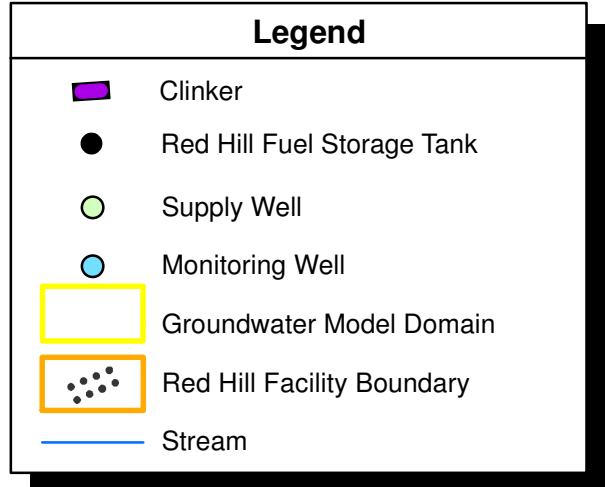 Legend
Clinker
Red Hill Fuel Storage Tank
Supply Well
Monitoring Well
Groundwater Model Domain
Red Hill Facility Boundary
Stream